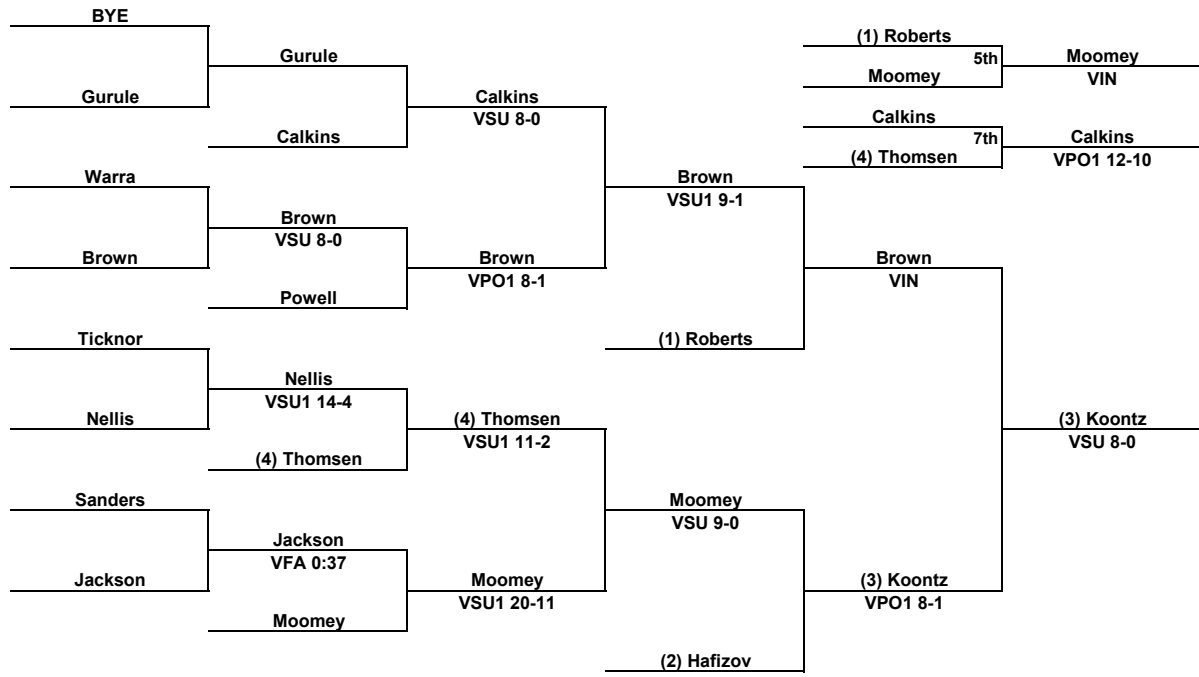 BYE
(1) Roberts
Gurule
5th
Moomey
Moomey
VIN
Gurule
Calkins
VSU 8-0
Calkins
Calkins
7th
Calkins
(4) Thomsen
VPO1 12-10
Warra
Brown
VSU1 9-1
Brown
VSU 8-0
Brown
Brown
VPO1 8-1
Brown
VIN
Powell
Ticknor
(1) Roberts
Nellis
VSU1 14-4
Nellis
(4) Thomsen
VSU1 11-2
(3) Koontz
VSU 8-0
(4) Thomsen
Sanders
Moomey
VSU 9-0
Jackson
VFA 0:37
Jackson
Moomey
VSU1 20-11
(3) Koontz
VPO1 8-1
Moomey
(2) Hafizov